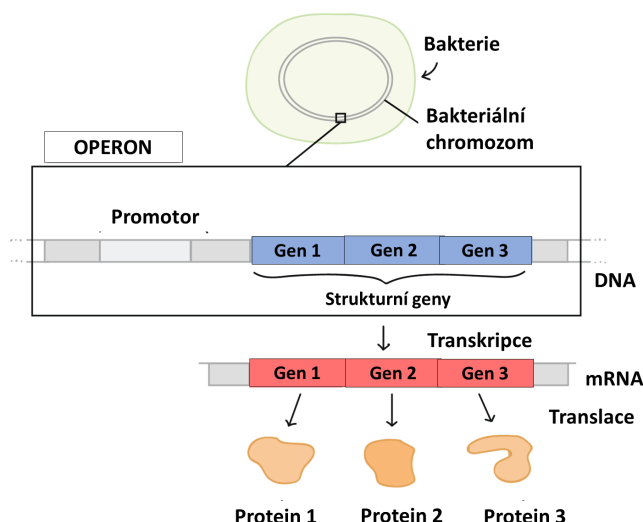 Bakterie
Bakteriální
chromozom
OPERON
Promotor
Gen 1 Gen 2 Gen 3
DNA
Strukturní geny
Transkripce
Gen 1 Gen 2 Gen 3
mRNA
Translace
Protein 1 Protein 2 Protein 3